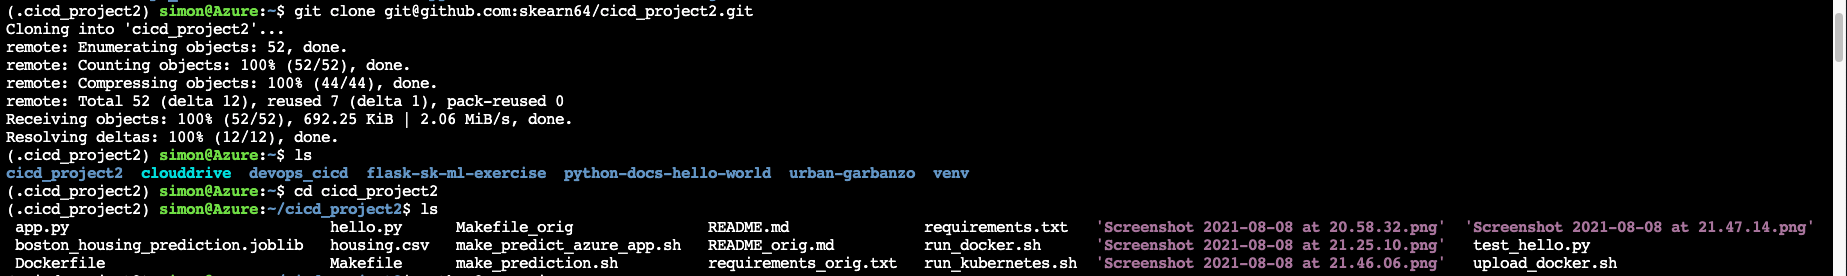 (.cicd_project2) simon@Azure:~$ git clone git@github.com:skearn64/cicd_project2.git
Cloning into 'cicd_project2'...
remote: Enumerating objects: 52, done.
remote: Counting objects: 100% (52/52), done.
remote: Compressing objects: 100% (44/44), done.
remote: Total 52 (delta 12), reused 7 (delta 1), pack-reused 0
Receiving objects: 100% (52/52), 692.25 KiB | 2.06 MiB/s, done.
Resolving deltas: 100% (12/12), done.
(.cicd_project2) simon@Azure:~$ ls
cicd_project2  clouddrive  devops_cicd  flask-sk-ml-exercise  python-docs-hello-world  urban-garbanzo  venv
(.cicd_project2) simon@Azure:~$ cd cicd_project2
(.cicd_project2) simon@Azure:~/cicd_project2$ ls
app.py  hello.py  Makefile_orig  README.md  requirements.txt  'Screenshot 2021-08-08 at 20.58.32.png'  'Screenshot 2021-08-08 at 21.47.14.png'
boston_housing_prediction.joblib  housing.csv  make_predict_azure_app.sh  README_orig.md  run_docker.sh  'Screenshot 2021-08-08 at 21.25.10.png'  test_hello.py
Dockerfile  Makefile  make_prediction.sh  requirements_orig.txt  run_kubernetes.sh  'Screenshot 2021-08-08 at 21.46.06.png'  upload_docker.sh